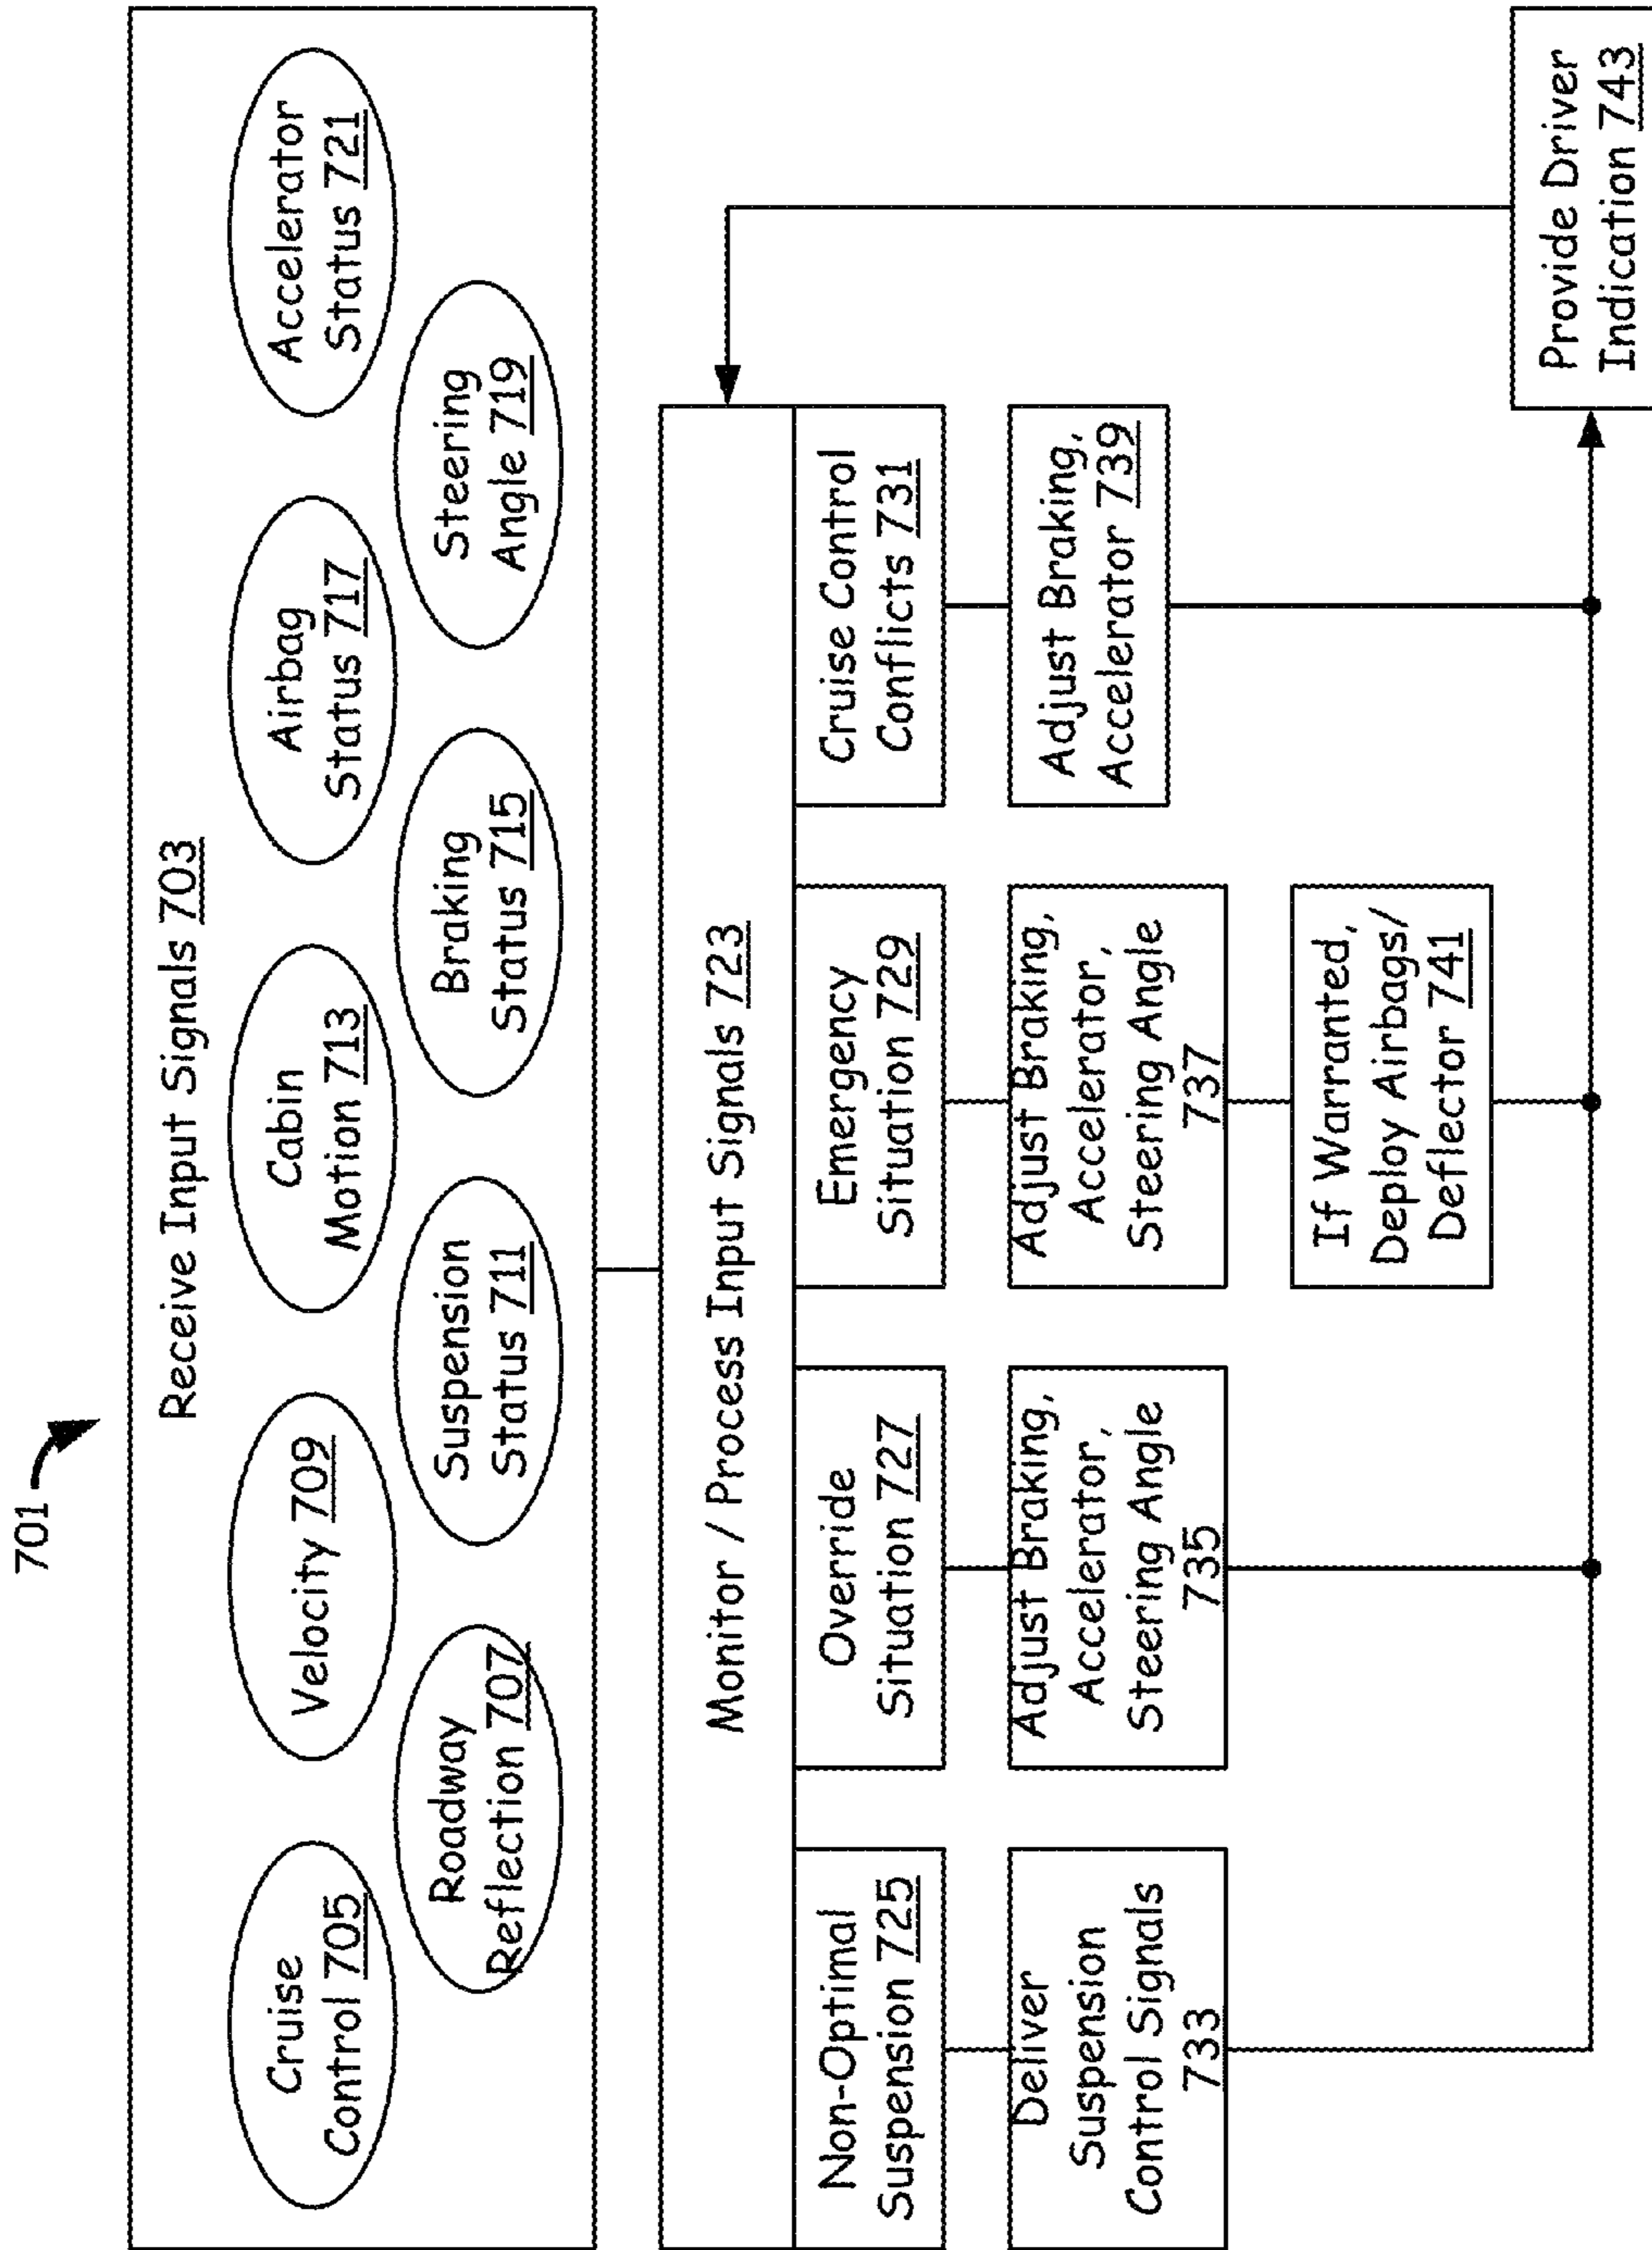 701
Receive Input Signals 703
Cruise
Control 705
Velocity 709
Cabin
Motion 713
Airbag
Status 717
Accelerator
Status 721
Roadway
Reflection 707
Suspension
Status 711
Braking
Status 715
Steering
Angle 719
Monitor / Process Input Signals 723
Non-Optimal
Suspension 725
Override
Situation 727
Emergency
Situation 729
Cruise Control
Conflicts 731
Deliver
Suspension
Control Signals
733
Adjust Braking,
Accelerator,
Steering Angle
735
Adjust Braking,
Accelerator,
Steering Angle
737
Adjust Braking,
Accelerator 739
If Warranted,
Deploy Airbags/
Deflector 741
Provide Driver
Indication 743